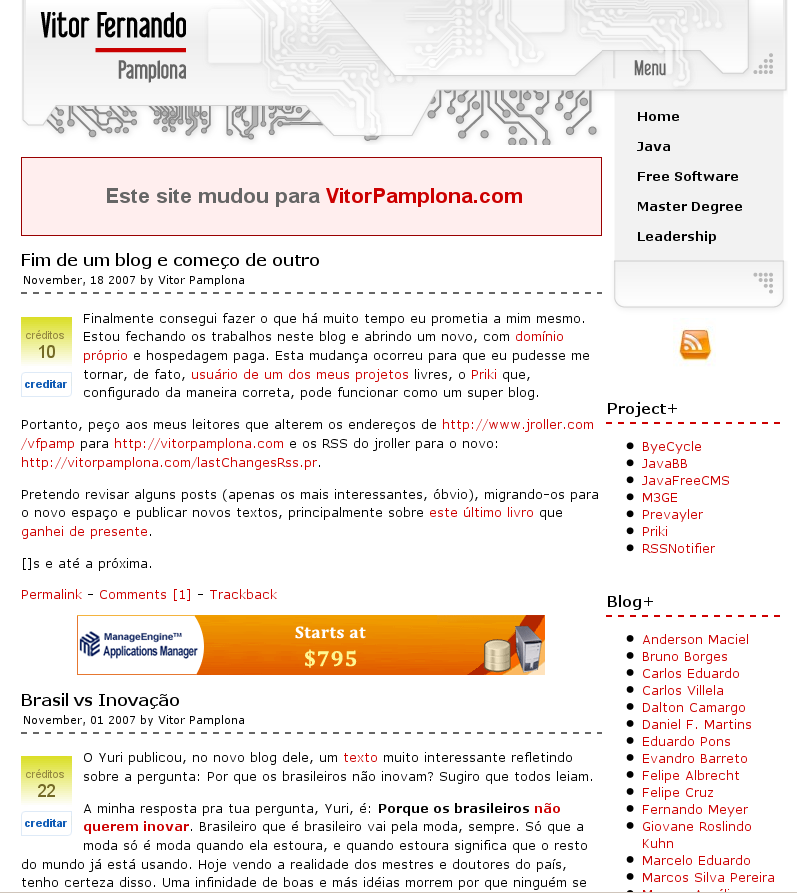 Vitor Fernando
Pamplona
Menu
Home
Java
Free Software
Master Degree
Leadership
Este site mudou para VitorPamplona.com
Fim de um blog e começo de outro
November, 18 2007 by Vitor Pamplona
créditos
10
creditar
Finalmente consegui fazer o que há muito tempo eu prometia a mim mesmo.
Estou fechando os trabalhos neste blog e abrindo um novo, com domínio
próprio e hospedagem paga. Esta mudança ocorreu para que eu pudesse me
tornar, de fato, usuário de um dos meus projetos livres, o Priki que,
configurado da maneira correta, pode funcionar como um super blog.
Portanto, peço aos meus leitores que alterem os endereços de http://www.jroller.com
/vfpamp para http://vitorpamplona.com e os RSS do jroller para o novo:
http://vitorpamplona.com/lastChangesRss.pr.
Pretendo revisar alguns posts (apenas os mais interessantes, óbvio), migrando-os para
o novo espaço e publicar novos textos, principalmente sobre este último livro que
ganhei de presente.
[]s e até a próxima.
Permalink - Comments [1] - Trackback
ManageEngine™
Applications Manager
Starts at
$795
Brasil vs Inovação
November, 01 2007 by Vitor Pamplona
créditos
22
creditar
O Yuri publicou, no novo blog dele, um texto muito interessante refletindo
sobre a pergunta: Por que os brasileiros não inovam? Sugiro que todos leiam.
A minha resposta pra tua pergunta, Yuri, é: Porque os brasileiros não
querem inovar. Brasileiro que é brasileiro vai pela moda, sempre. Só que a
moda só é moda quando ela estoura, e quando estoura significa que o resto
do mundo já está usando. Hoje vendo a realidade dos mestres e doutores do país,
tenho certeza disso. Uma infinidade de boas e más idéias morrem por que ninguém se
Project+
ByeCycle
JavaBB
JavaFreeCMS
M3GE
Prevayler
Priki
RSSNotifier
Blog+
Anderson Maciel
Bruno Borges
Carlos Eduardo
Carlos Villela
Dalton Camargo
Daniel F. Martins
Eduardo Pons
Evandro Barreto
Felipe Albrecht
Felipe Cruz
Fernando Meyer
Giovane Roslindo
Kuhn
Marcelo Eduardo
Marcos Silva Pereira